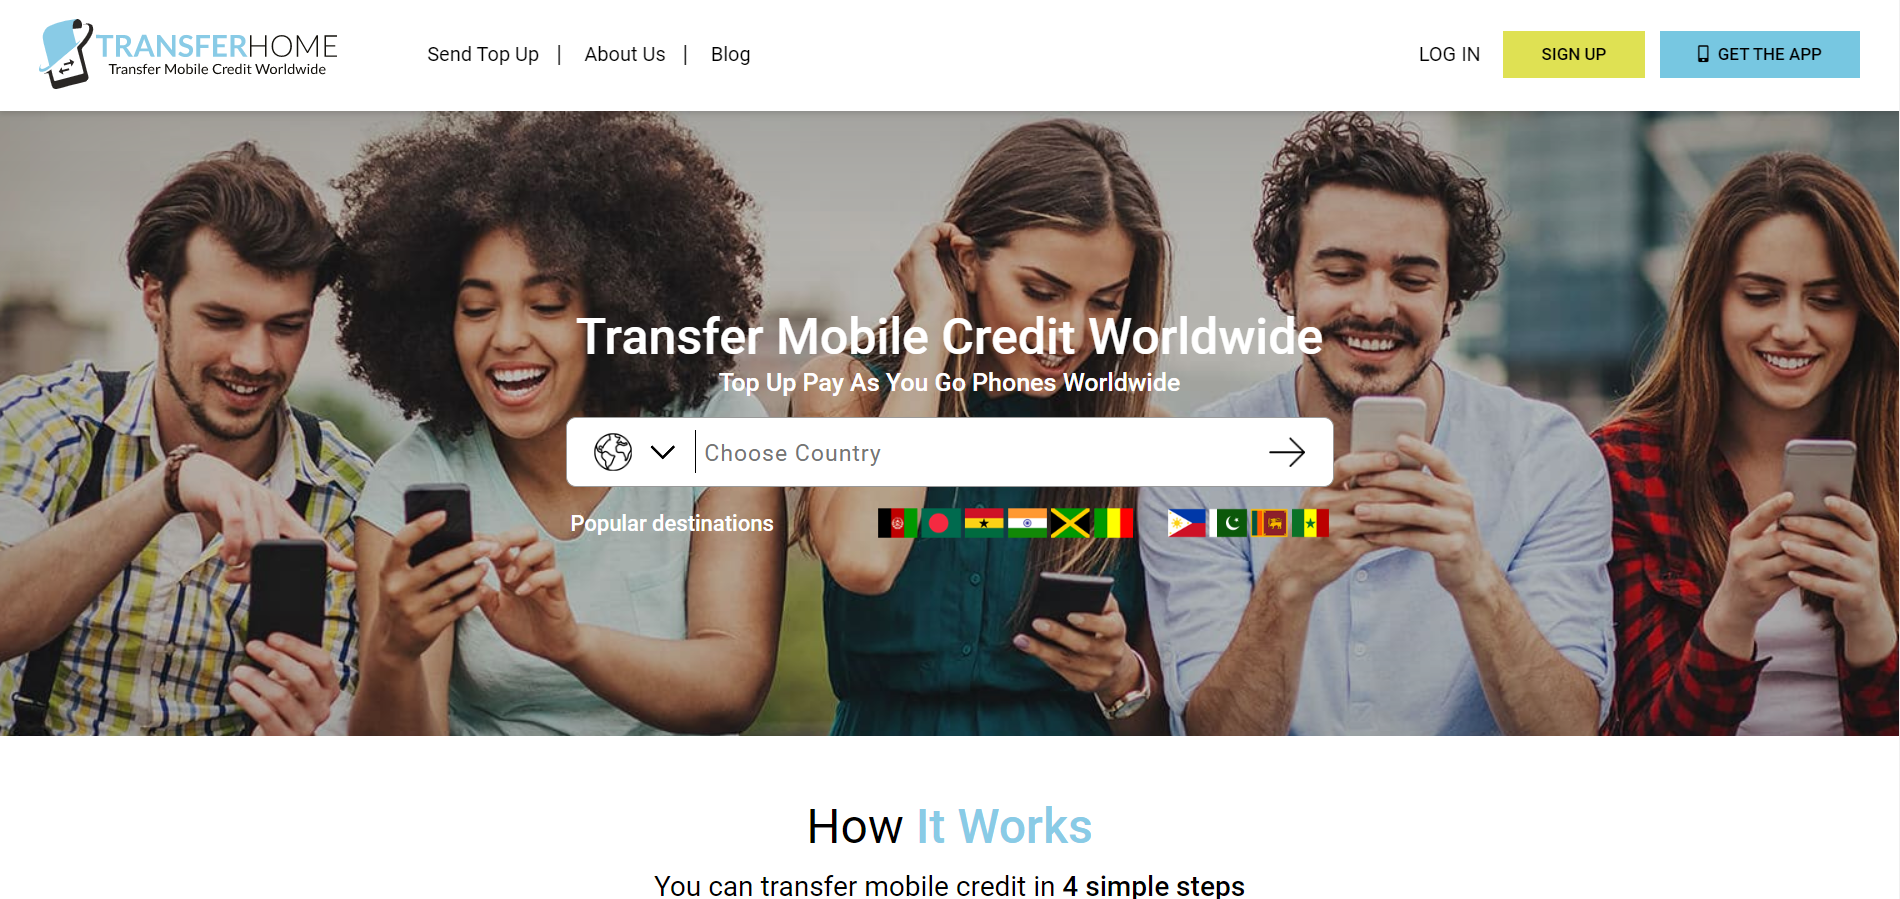 TRANSFERHOME
Transfer Mobile Credit Worldwide
Send Top Up | About Us | Blog
LOG IN
SIGN UP
GET THE APP
Transfer Mobile Credit Worldwide
Top Up Pay As You Go Phones Worldwide
Choose Country
Popular destinations
How It Works
You can transfer mobile credit in 4 simple steps